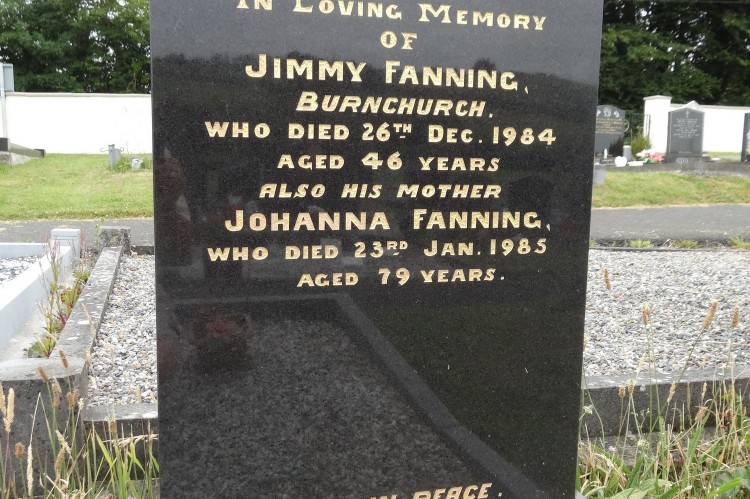 IN LOVING MEMORY
OF
JIMMY FANNING,
BURNCHURCH.
WHO DIED 26TH DEC. 1984
AGED 46 YEARS
ALSO HIS MOTHER
JOHANNA FANNING,
WHO DIED 23RD JAN. 1985
AGED 79 YEARS.
IN PEACE.